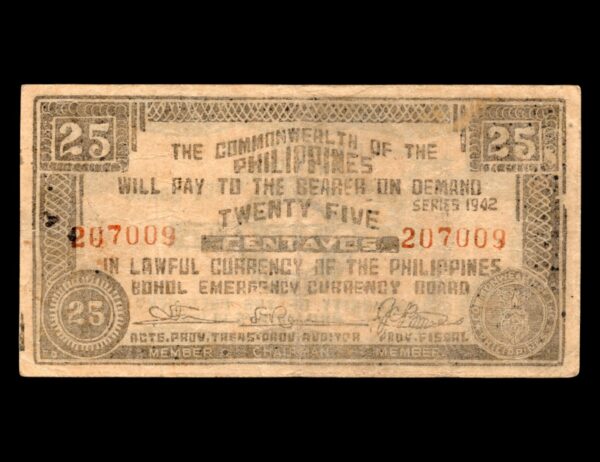 25 25
THE COMMONWEALTH OF THE
PHILIPPINES
WILL PAY TO THE BEARER ON DEMAND
SERIES 1942
TWENTY FIVE
207009 CENTAVOS 207009
IN LAWFUL CURRENCY OF THE PHILIPPINES
BOHOL EMERGENCY CURRENCY BOARD
25
ACTG. PROV. TREAS. PROV. AUDITOR PROV. FISCAL
MEMBER CHAIRMAN MEMBER